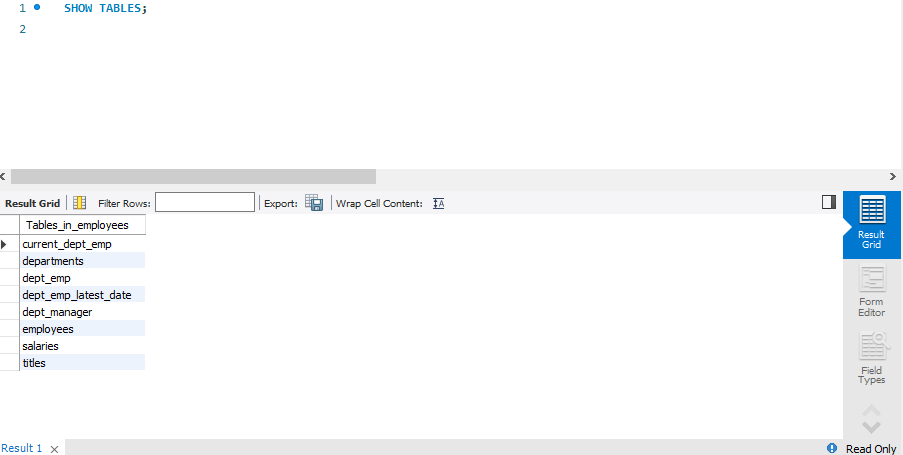 1 SHOW TABLES;
2
Result Grid Filter Rows: Export: Wrap Cell Content: IA
Tables_in_employees
current_dept_emp
departments
dept_emp
dept_emp_latest_date
dept_manager
employees
salaries
titles
Result
Grid
Form
Editor
Field
Types
Result 1 × Read Only